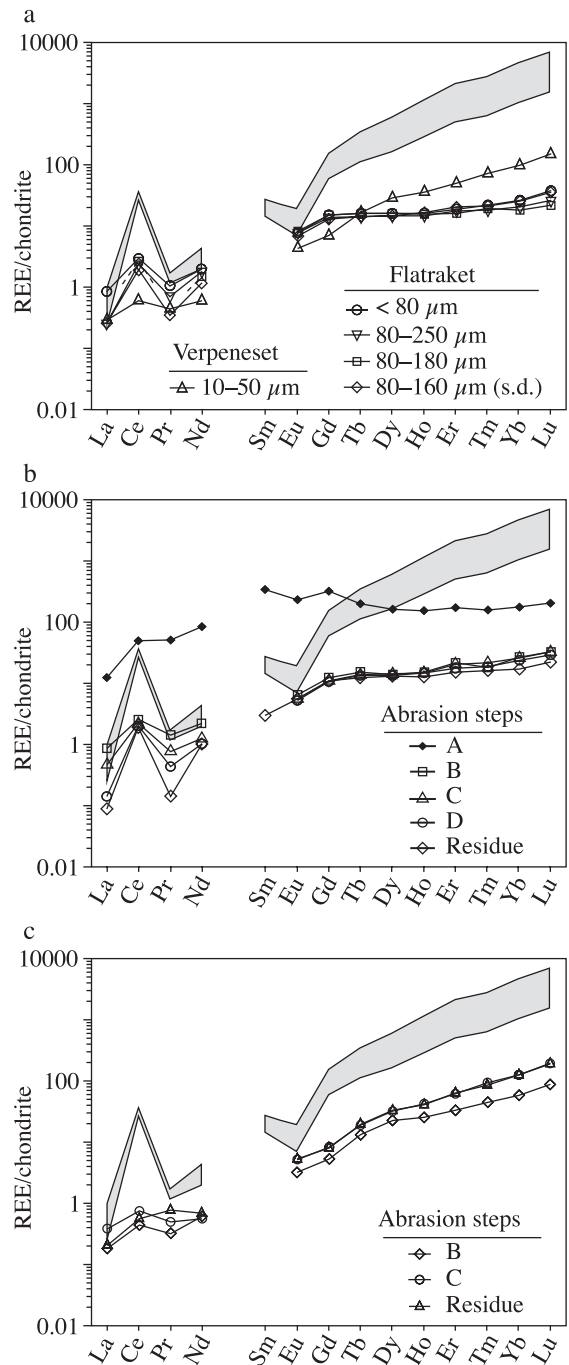 a
10000
100
1
0.01
REE/chondrite
Flatraket
< 80 µm
80–250 µm
80–180 µm
80–160 µm (s.d.)
Verpeneset
10–50 µm
La Ce Pr Nd Sm Eu Gd Tb Dy Ho Er Tm Yb Lu
b
10000
100
1
0.01
REE/chondrite
Abrasion steps
A
B
C
D
Residue
La Ce Pr Nd Sm Eu Gd Tb Dy Ho Er Tm Yb Lu
c
10000
100
1
0.01
REE/chondrite
Abrasion steps
B
C
Residue
La Ce Pr Nd Sm Eu Gd Tb Dy Ho Er Tm Yb Lu